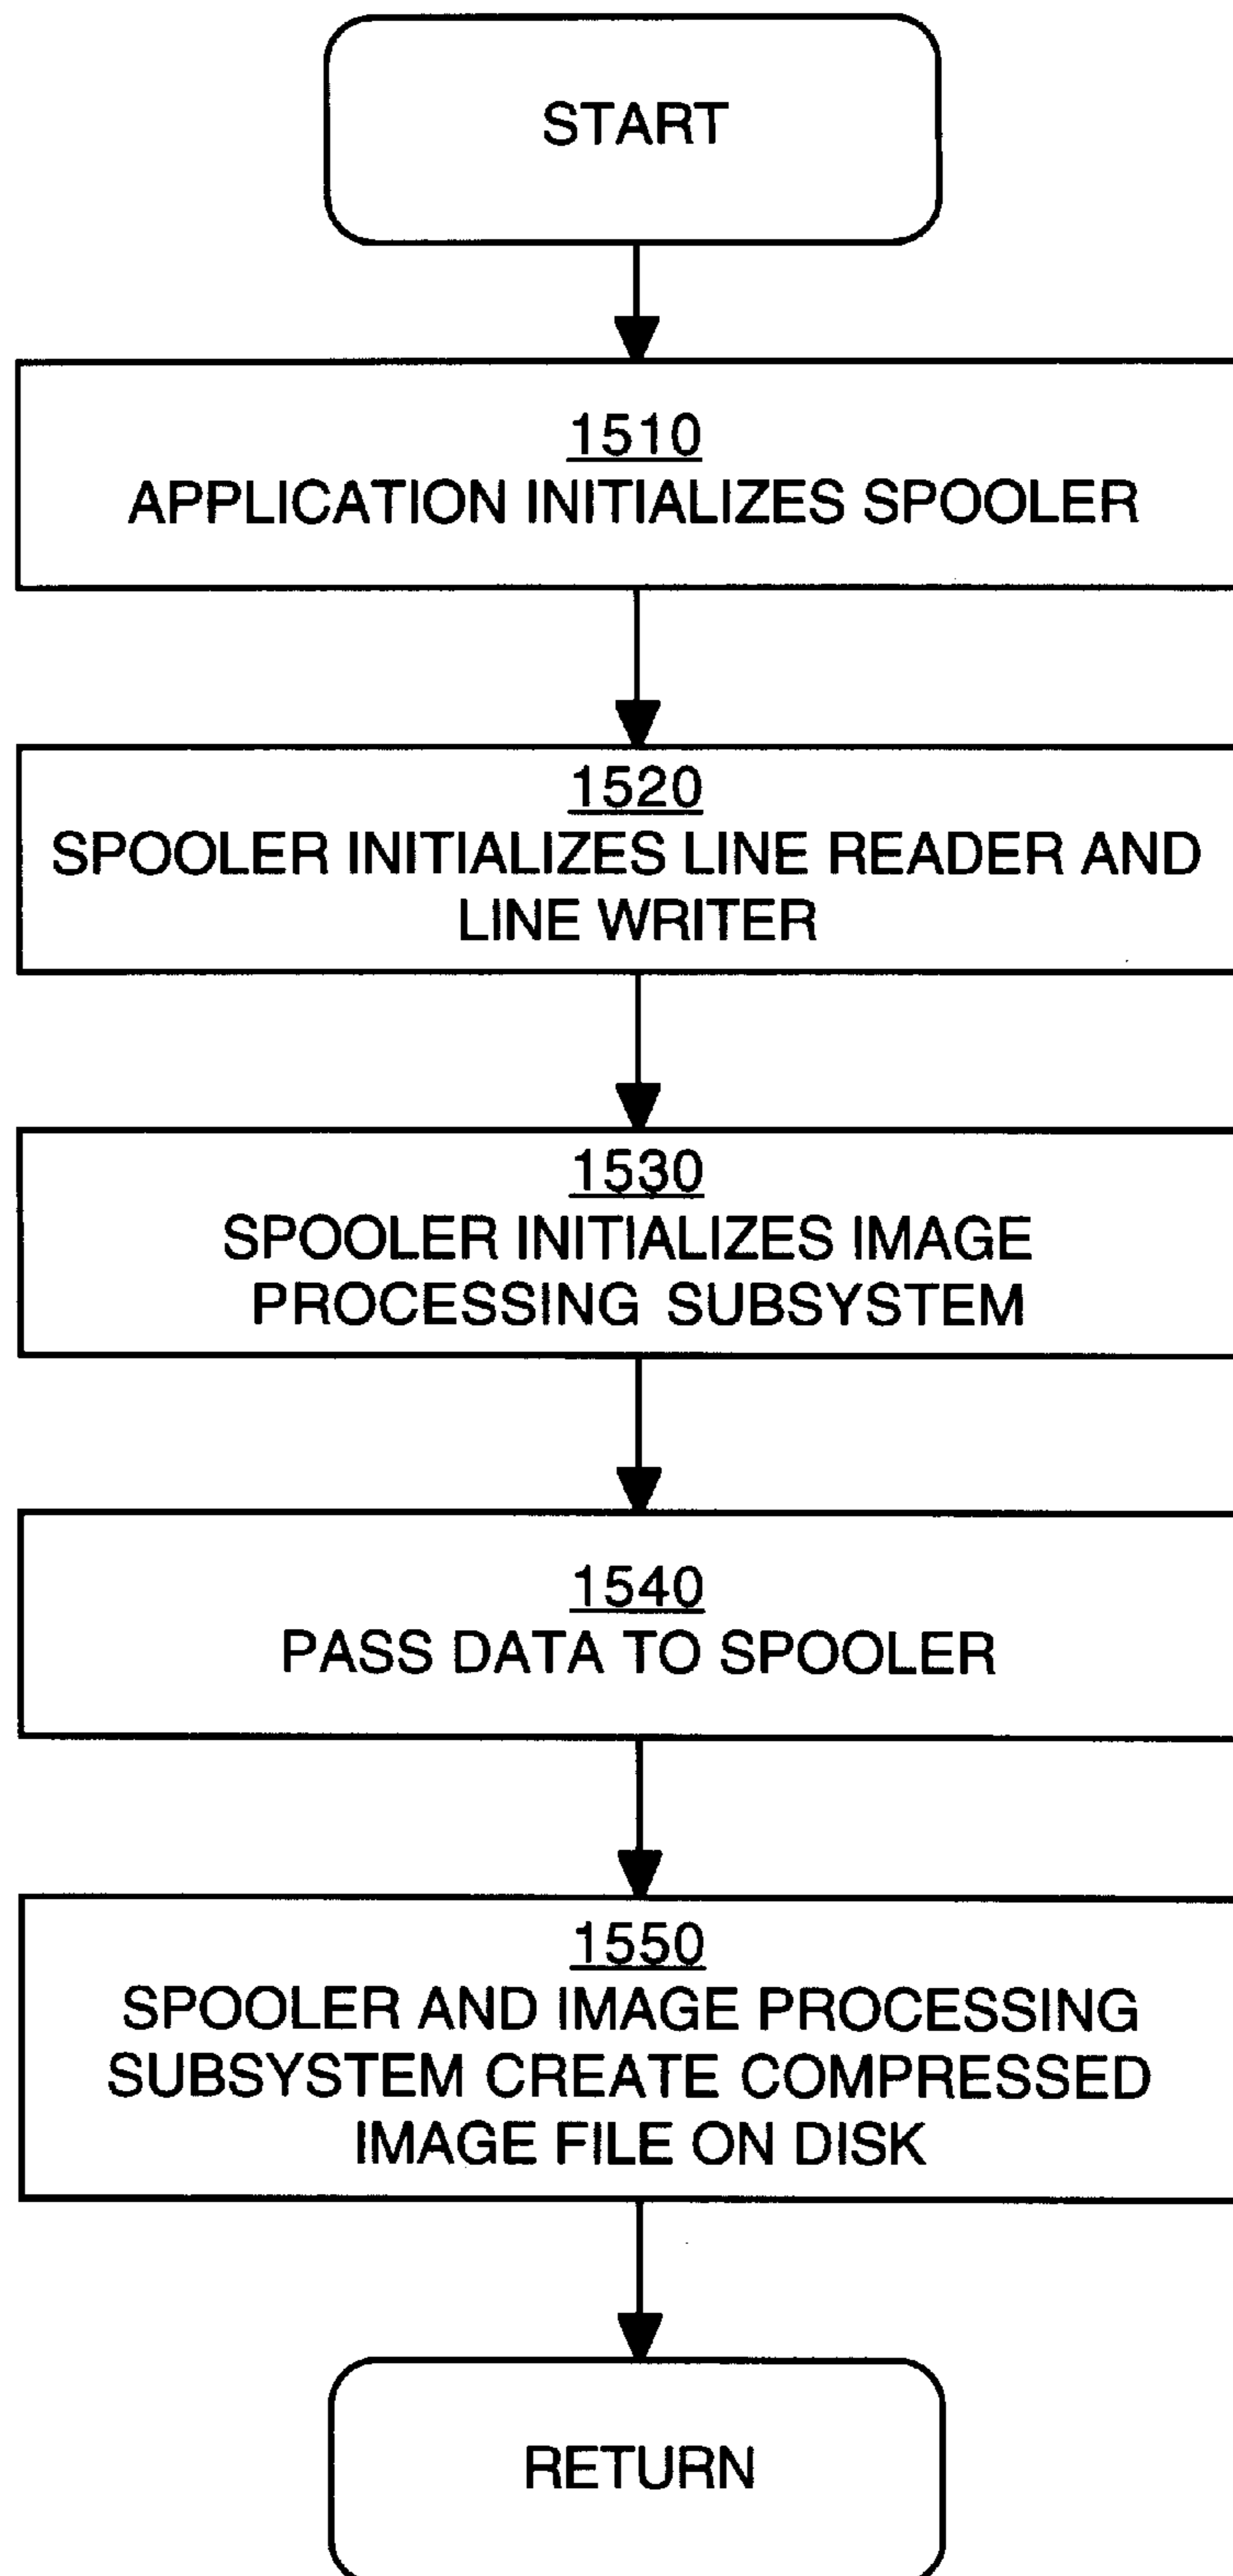 START
1510
APPLICATION INITIALIZES SPOOLER
1520
SPOOLER INITIALIZES LINE READER AND
LINE WRITER
1530
SPOOLER INITIALIZES IMAGE
PROCESSING SUBSYSTEM
1540
PASS DATA TO SPOOLER
1550
SPOOLER AND IMAGE PROCESSING
SUBSYSTEM CREATE COMPRESSED
IMAGE FILE ON DISK
RETURN